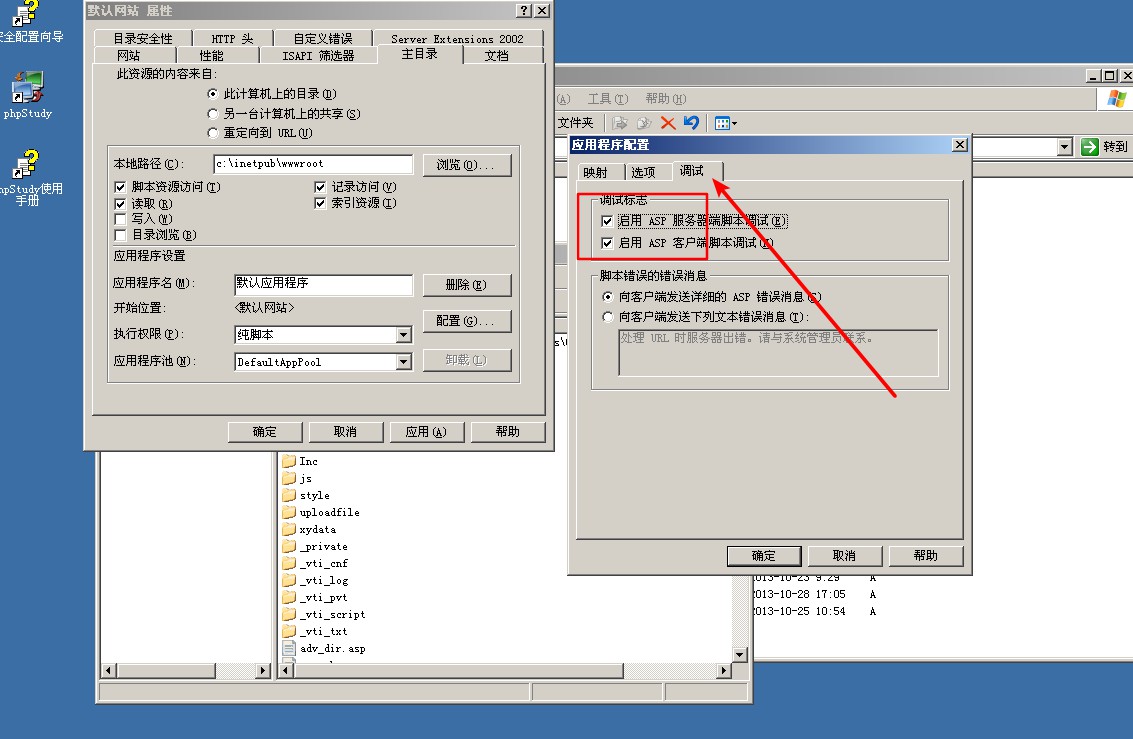 全配置向导
phpStudy
hpStudy使用
手册
默认网站 属性
目录安全性 HTTP 头 自定义错误 Server Extensions 2002
网站 性能 ISAPI 筛选器 主目录 文档
此资源的内容来自:
此计算机上的目录(D)
另一台计算机上的共享(S)
重定向到 URL(U)
本地路径(C): c:\inetpub\wwwroot 浏览(O)...
脚本资源访问(T) 记录访问(V)
读取(R) 索引资源(I)
写入(W)
目录浏览(B)
应用程序设置
应用程序名(M): 默认应用程序 删除(E)
开始位置: <默认网站>
配置(G)...
执行权限(P): 纯脚本
应用程序池(N): DefaultAppPool 卸载(L)
确定 取消 应用(A) 帮助
(A) 工具(T) 帮助(H)
文件夹
转到
应用程序配置
映射 选项 调试
调试标志
启用 ASP 服务器端脚本调试(E)
启用 ASP 客户端脚本调试
脚本错误的错误消息
向客户端发送详细的 ASP 错误消息
向客户端发送下列文本错误消息(T):
处理 URL 时服务器出错。请与系统管理员联系。
确定 取消 帮助
Inc
js
style
uploadfile
xydata
_private
_vti_cnf
_vti_log
_vti_pvt
_vti_script
_vti_txt
adv_dir.asp
2013-10-23 9:29 A
2013-10-28 17:05 A
2013-10-25 10:54 A